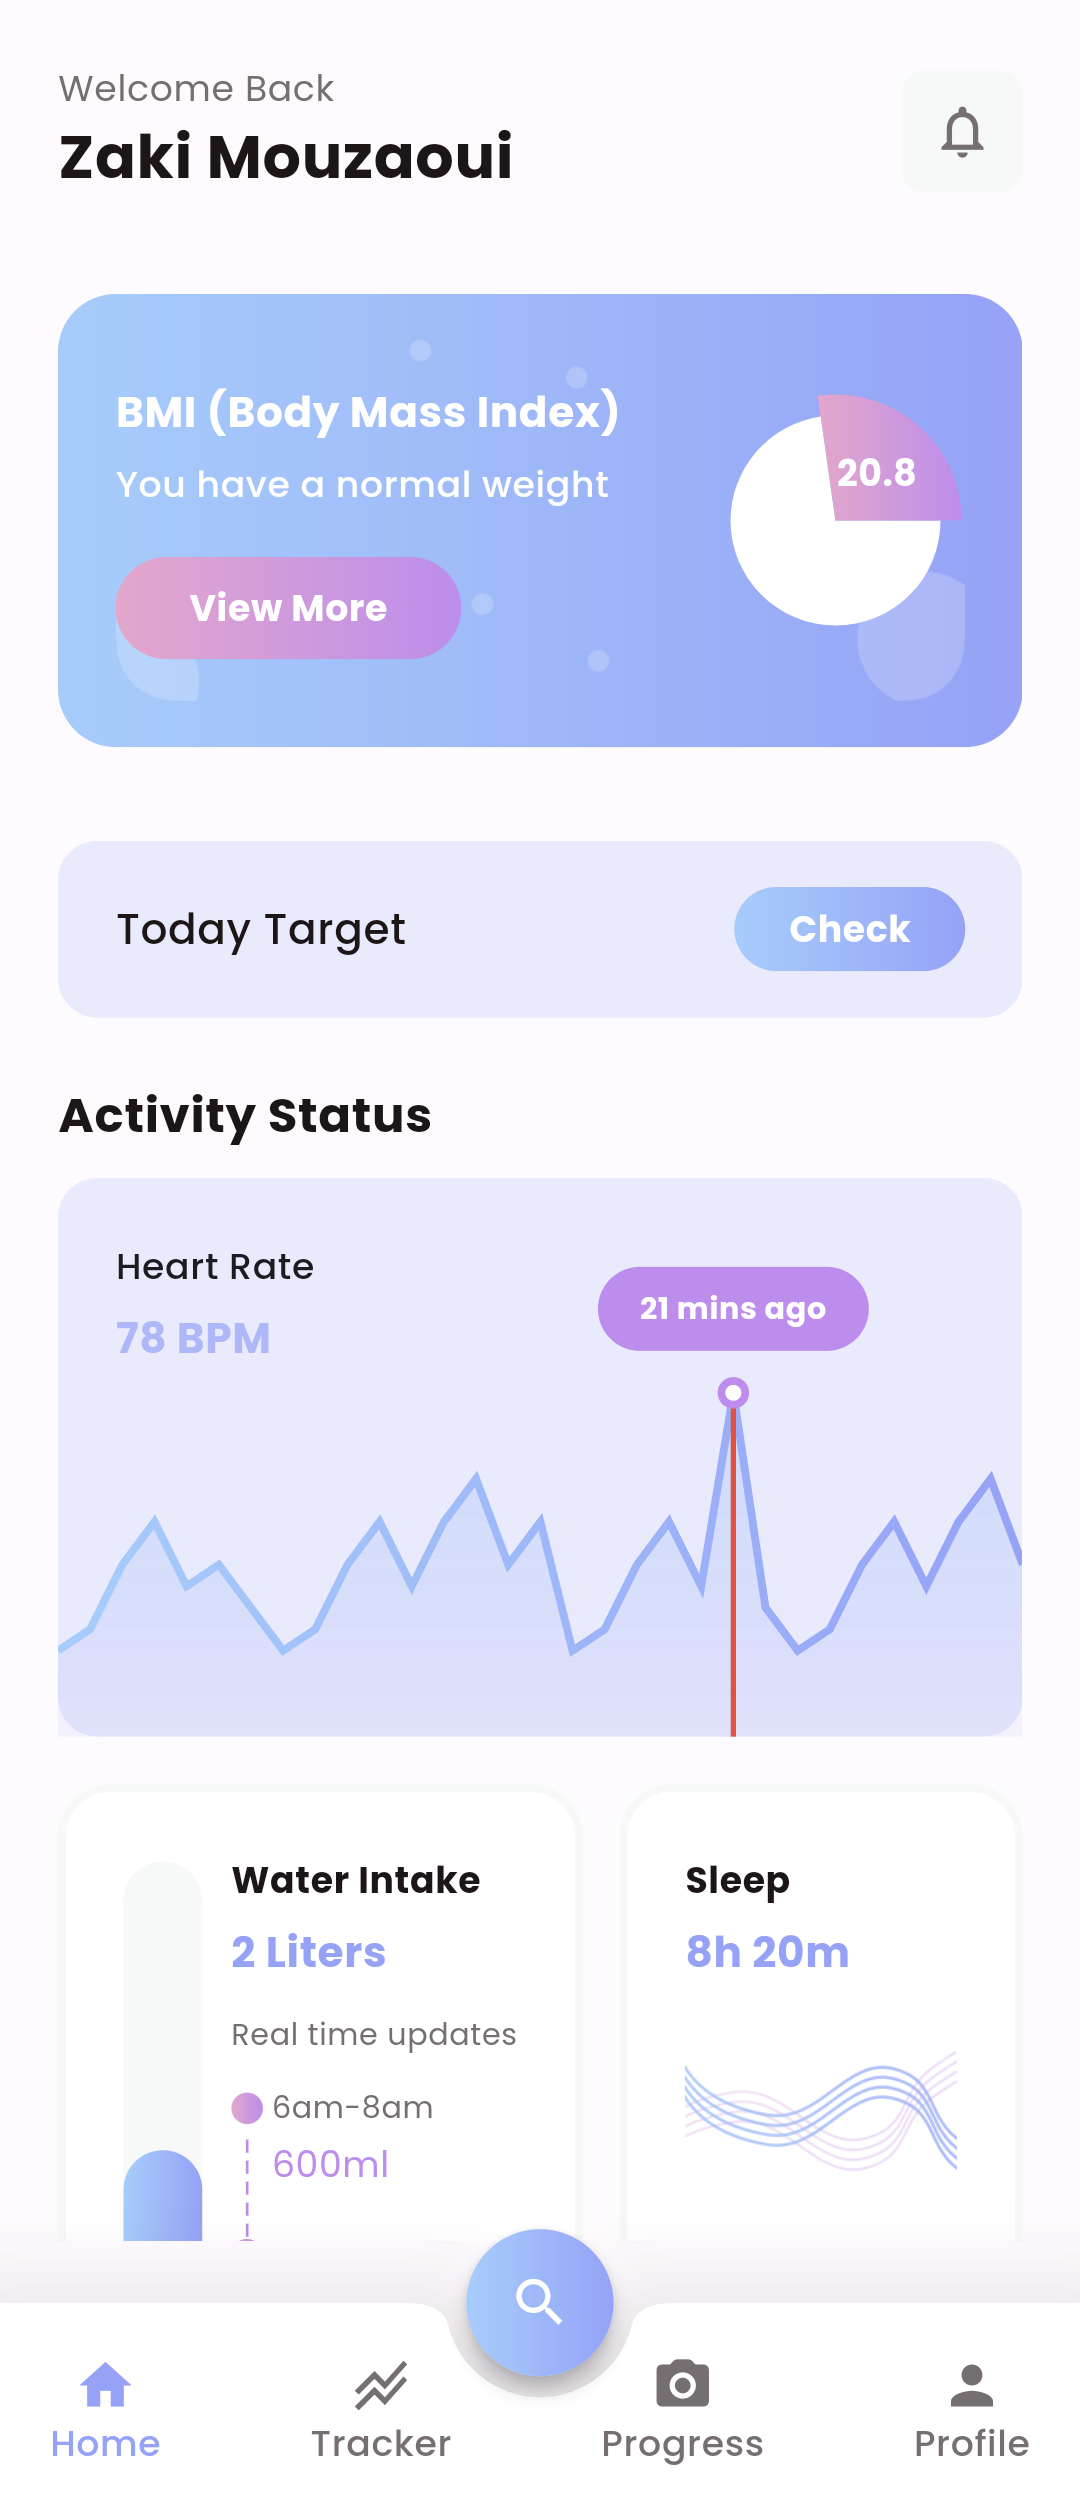 Welcome Back
Zaki Mouzaoui
BMI (Body Mass Index)
You have a normal weight
20.8
View More
Today Target
Check
Activity Status
Heart Rate
78 BPM
21 mins ago
Water Intake
2 Liters
Real time updates
6am-8am
600ml
Sleep
8h 20m
Home
Tracker
Progress
Profile